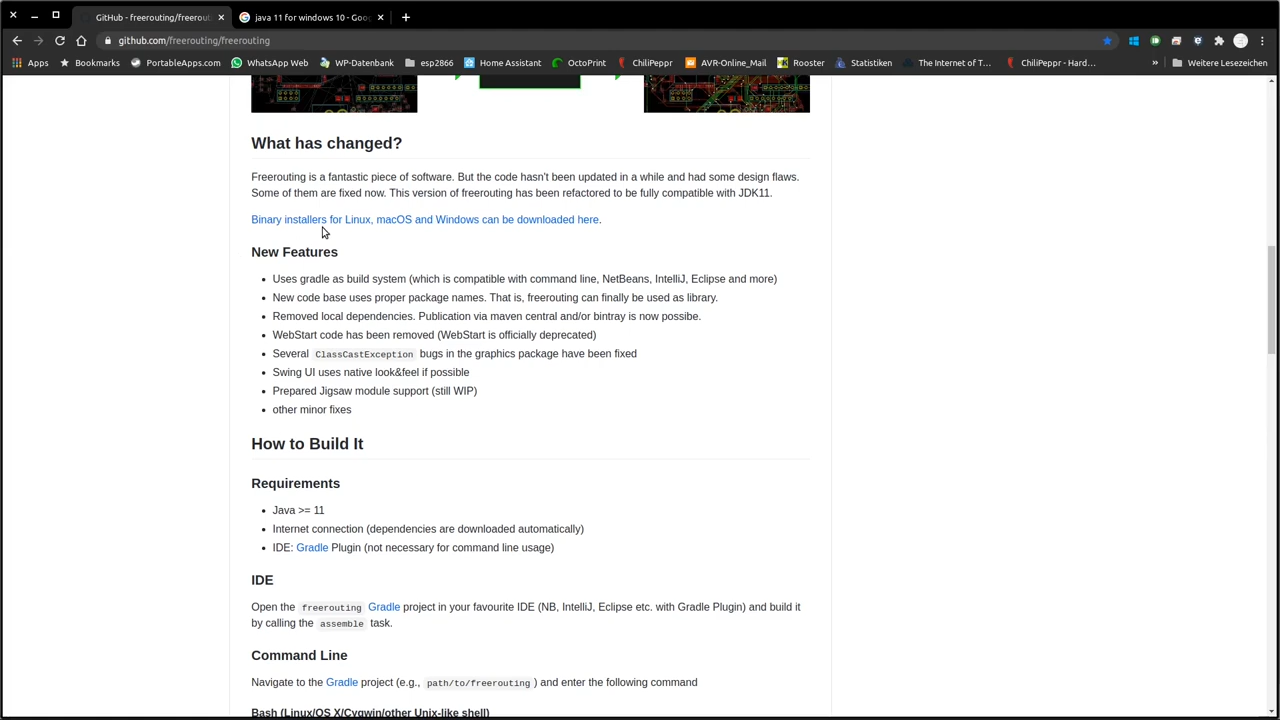 GitHub - freerouting/freerouti
java 11 for windows 10 - Goo
github.com/freerouting/freerouting
Apps
Bookmarks
PortableApps.com
WhatsApp Web
WP-Datenbank
esp2866
Home Assistant
OctoPrint
ChiliPeppr
AVR-Online_Mail
Rooster
Statistiken
The Internet of T...
ChiliPeppr - Hard...
»
Weitere Lesezeichen
What has changed?
Freerouting is a fantastic piece of software. But the code hasn't been updated in a while and had some design flaws.
Some of them are fixed now. This version of freerouting has been refactored to be fully compatible with JDK11.
Binary installers for Linux, macOS and Windows can be downloaded here.
New Features
• Uses gradle as build system (which is compatible with command line, NetBeans, IntelliJ, Eclipse and more)
• New code base uses proper package names. That is, freerouting can finally be used as library.
• Removed local dependencies. Publication via maven central and/or bintray is now possibe.
• WebStart code has been removed (WebStart is officially deprecated)
• Several ClassCastException bugs in the graphics package have been fixed
• Swing UI uses native look&feel if possible
• Prepared Jigsaw module support (still WIP)
• other minor fixes
How to Build It
Requirements
• Java >= 11
• Internet connection (dependencies are downloaded automatically)
• IDE: Gradle Plugin (not necessary for command line usage)
IDE
Open the freerouting Gradle project in your favourite IDE (NB, IntelliJ, Eclipse etc. with Gradle Plugin) and build it
by calling the assemble task.
Command Line
Navigate to the Gradle project (e.g., path/to/freerouting) and enter the following command
Bash (Linux/OS X/Cygwin/other Unix-like shell)